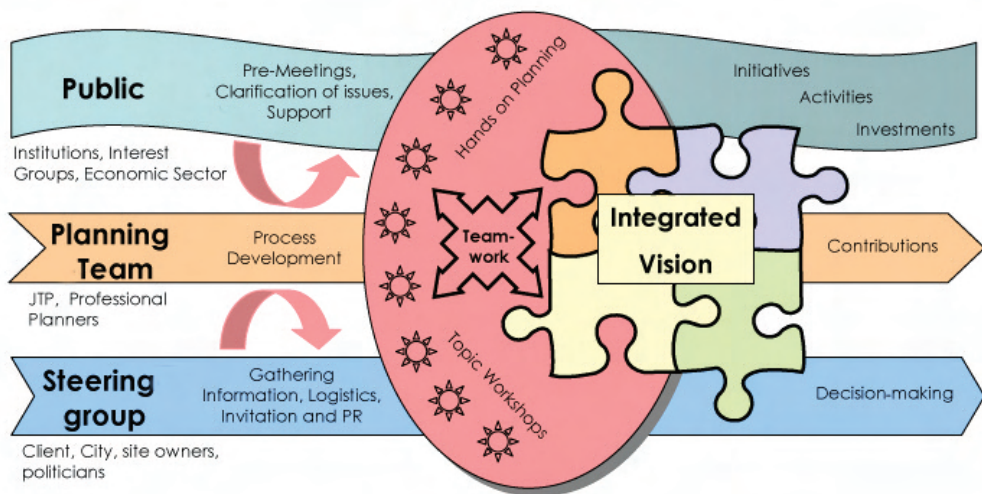 Public
Pre-Meetings,
Clarification of issues,
Support
Institutions, Interest
Groups, Economic Sector
Planning
Team
Process
Development
JTP, Professional
Planners
Steering
group
Gathering
Information, Logistics,
Invitation and PR
Client, City, site owners,
politicians
Hands on Planning
Team-
work
Topic Workshops
Integrated
Vision
Initiatives
Activities
Investments
Contributions
Decision-making